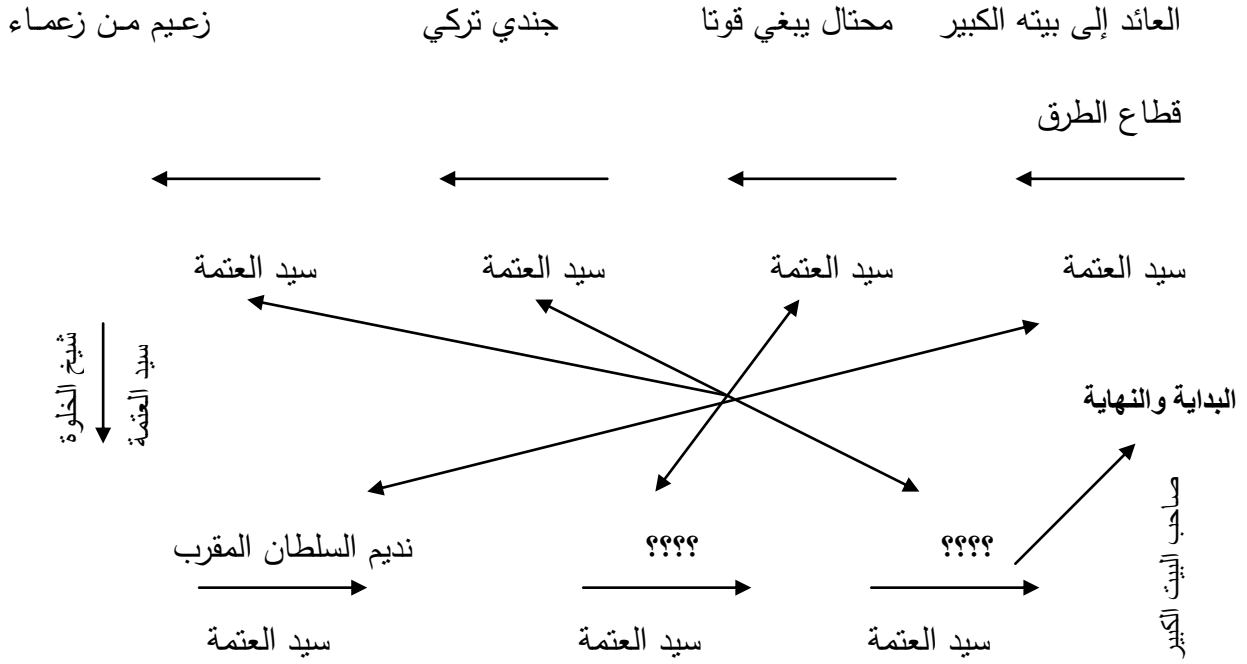 العائد إلى بيته الكبير محتال يبغي قوتا جندي تركي زعيم من زعماء
قطاع الطرق
سيد العتمة سيد العتمة سيد العتمة سيد العتمة
شيخ الخلوة
سيد العتمة
البداية والنهاية
صاحب البيت الكبير
؟؟؟؟ ؟؟؟؟ نديم السلطان المقرب
سيد العتمة سيد العتمة سيد العتمة